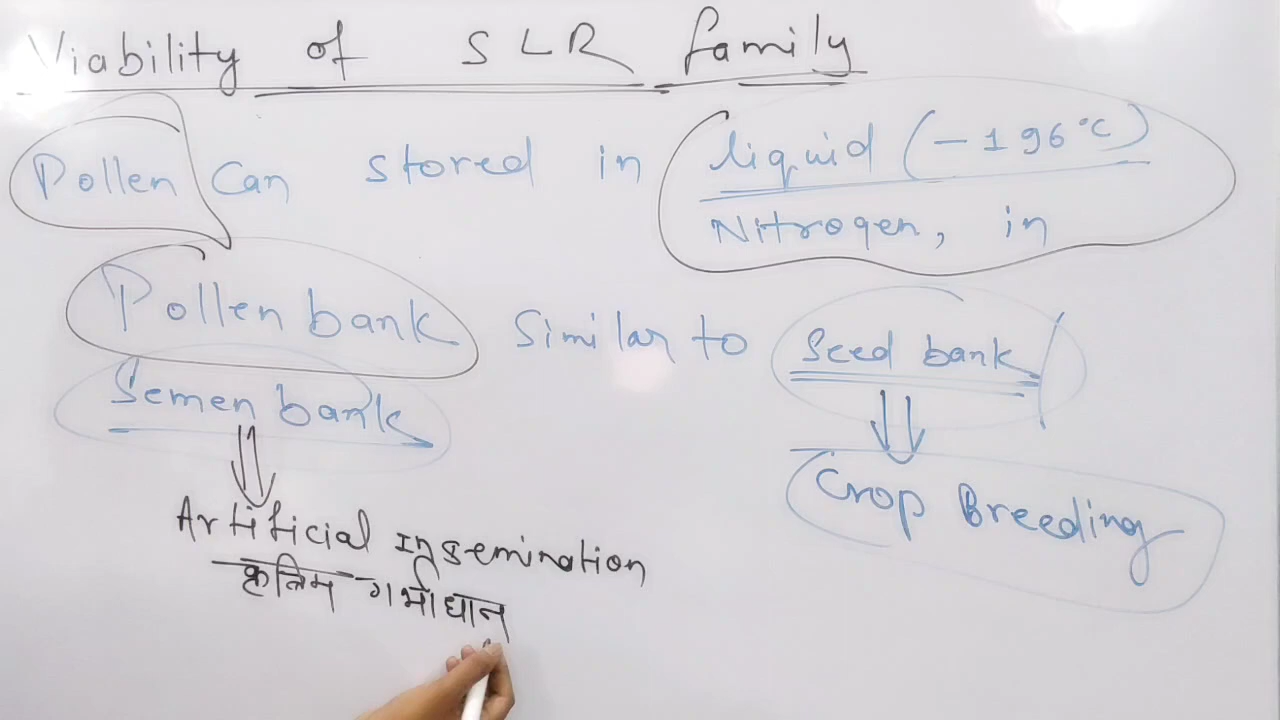 Viability of SLR family
Pollen Can stored in liquid (-196°C)
Nitrogen, in
Pollen bank Similar to Seed bank
Semen bank
Crop Breeding
Artificial Insemination
कृत्रिम गर्भाधान